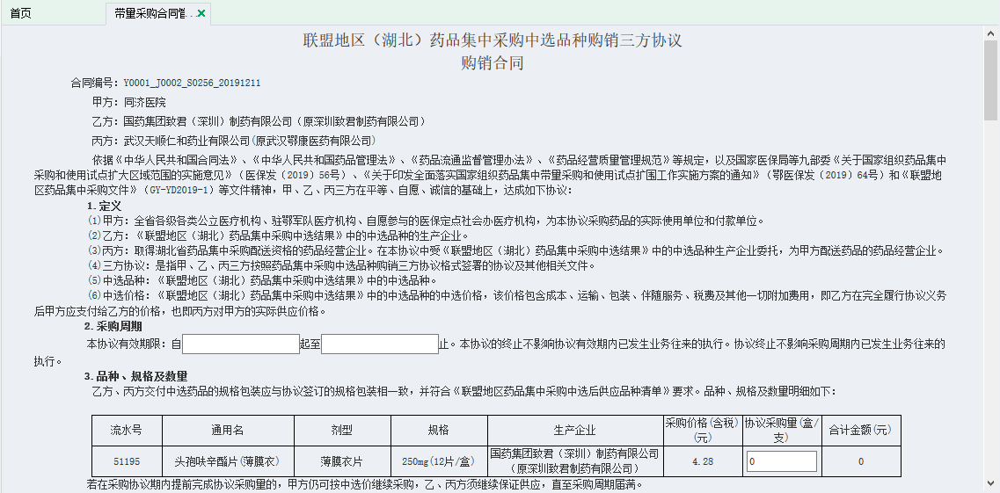 首页
带量采购合同管...
联盟地区（湖北）药品集中采购中选品种购销三方协议
购销合同
合同编号：Y0001_J0002_S0256_20191211
甲方：同济医院
乙方：国药集团致君（深圳）制药有限公司（原深圳致君制药有限公司）
丙方：武汉天顺仁和药业有限公司(原武汉鄂康医药有限公司)
依据《中华人民共和国合同法》、《中华人民共和国药品管理法》、《药品流通监督管理办法》、《药品经营质量管理规范》等规定，以及国家医保局等九部委《关于国家组织药品集中
采购和使用试点扩大区域范围的实施意见》（医保发〔2019〕56号）、《关于印发全面落实国家组织药品集中带量采购和使用试点扩围工作实施方案的通知》（鄂医保发〔2019〕64号）和《联盟地
区药品集中采购文件》（GY-YD2019-1）等文件精神，甲、乙、丙三方在平等、自愿、诚信的基础上，达成如下协议：
1.定义
(1)甲方：全省各级各类公立医疗机构、驻鄂军队医疗机构、自愿参与的医保定点社会办医疗机构，为本协议采购药品的实际使用单位和付款单位。
(2)乙方：《联盟地区（湖北）药品集中采购中选结果》中的中选品种的生产企业。
(3)丙方：取得湖北省药品集中采购配送资格的药品经营企业。在本协议中受《联盟地区（湖北）药品集中采购中选结果》中的中选品种生产企业委托，为甲方配送药品的药品经营企业。
(4)三方协议：是指甲、乙、丙三方按照药品集中采购中选品种购销三方协议格式签署的协议及其他相关文件。
(5)中选品种：《联盟地区（湖北）药品集中采购中选结果》中的中选品种。
(6)中选价格：《联盟地区（湖北）药品集中采购中选结果》中的中选品种的中选价格，该价格包含成本、运输、包装、伴随服务、税费及其他一切附加费用，即乙方在完全履行协议义务
后甲方应支付给乙方的价格，也即丙方对甲方的实际供应价格。
2.采购周期
本协议有效期限：自 起至 止。本协议的终止不影响协议有效期内已发生业务往来的执行。协议终止不影响采购周期内已发生业务往来的
执行。
3.品种、规格及数量
乙方、丙方交付中选药品的规格包装应与协议签订的规格包装相一致，并符合《联盟地区药品集中采购中选后供应品种清单》要求。品种、规格及数量明细如下：
流水号 通用名 剂型 规格 生产企业 采购价格(含税)(元) 协议采购量(盒/支) 合计金额(元)
51195 头孢呋辛酯片(薄膜衣) 薄膜衣片 250mg(12片/盒) 国药集团致君（深圳）制药有限公司（原深圳致君制药有限公司） 4.28 0 0
若在采购协议期内提前完成协议采购量的，甲方仍可按中选价继续采购，乙、丙方须继续保证供应，直至采购周期届满。